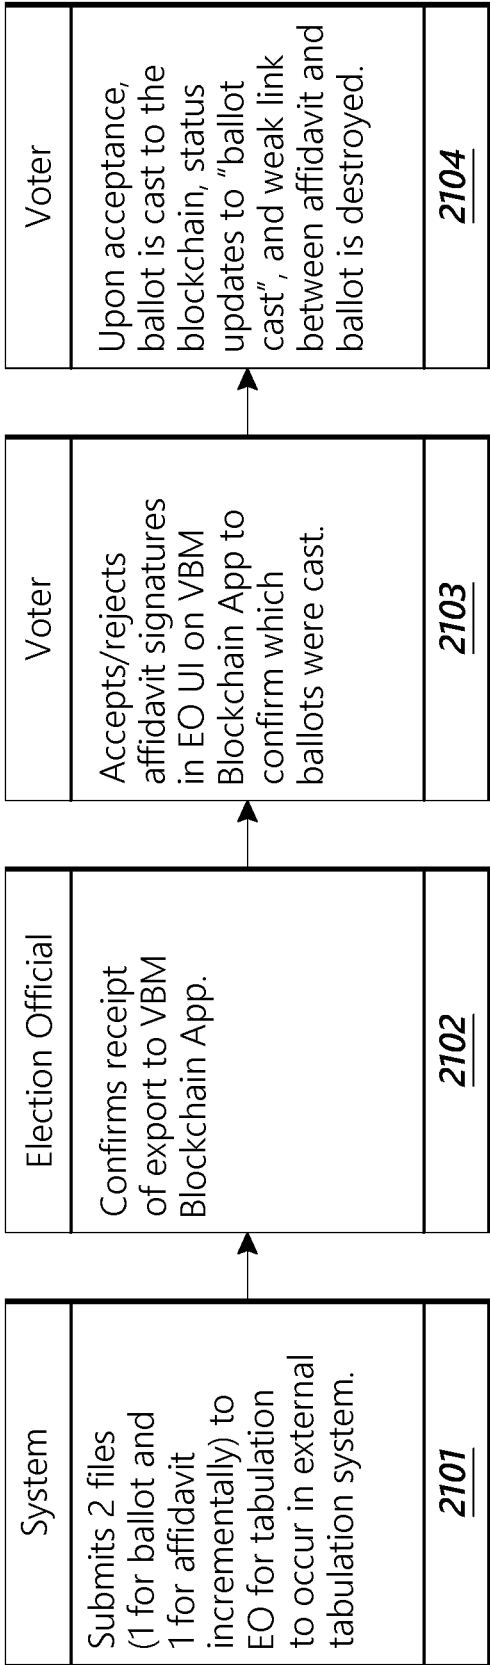 System
Submits 2 files
(1 for ballot and
1 for affidavit
incrementally) to
EO for tabulation
to occur in external
tabulation system.
2101
Election Official
Confirms receipt
of export to VBM
Blockchain App.
2102
Voter
Accepts/rejects
affidavit signatures
in EO UI on VBM
Blockchain App to
confirm which
ballots were cast.
2103
Voter
Upon acceptance,
ballot is cast to the
blockchain, status
updates to “ballot
cast”, and weak link
between affidavit and
ballot is destroyed.
2104